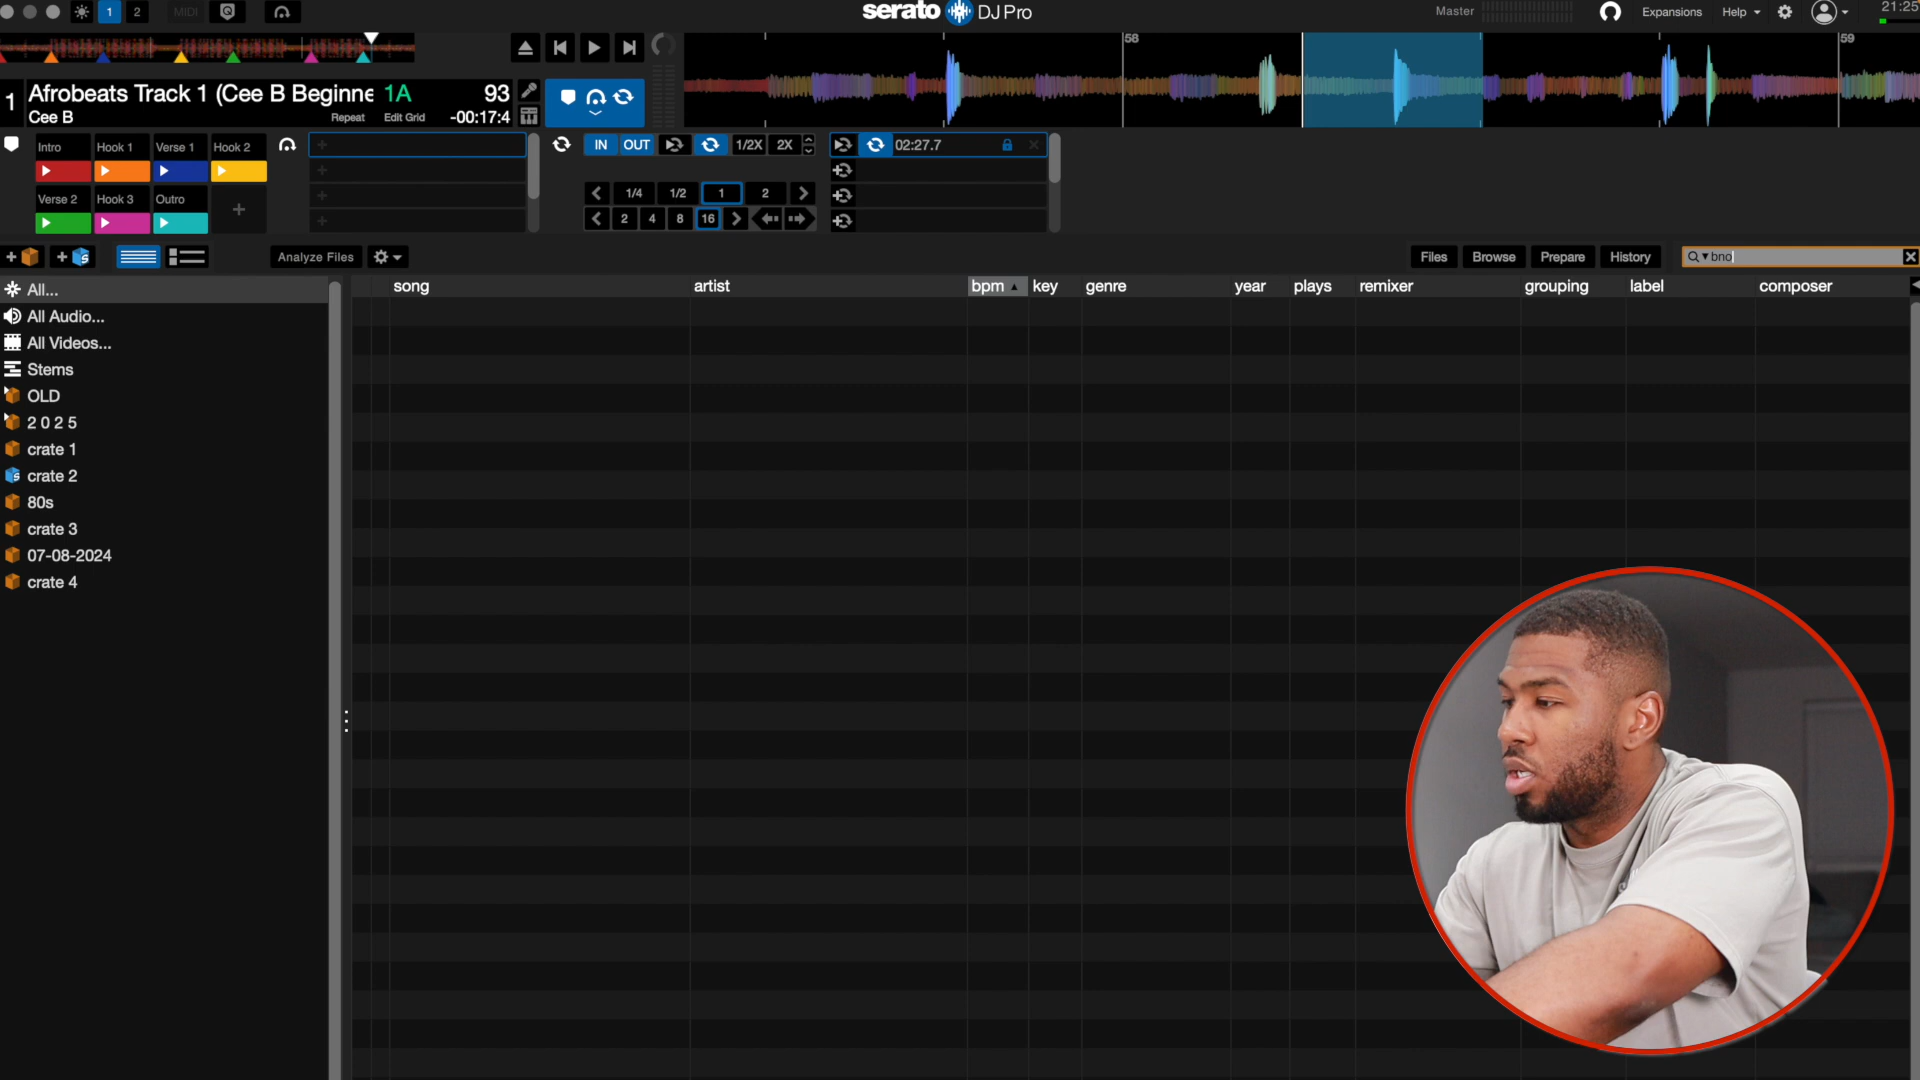 1 2 MIDI serato DJ Pro Master Expansions Help 21:25
58 59
1 Afrobeats Track 1 (Cee B Beginne 1A 93
Cee B Repeat Edit Grid -00:17:4
Intro Hook 1 Verse 1 Hook 2
IN OUT 1/2X 2X 02:27.7
1/4 1/2 1 2
Verse 2 Hook 3 Outro
2 4 8 16
Analyze Files Files Browse Prepare History bno
song artist bpm key genre year plays remixer grouping label composer
All...
All Audio...
All Videos...
Stems
OLD
2 0 2 5
crate 1
crate 2
80s
crate 3
07-08-2024
crate 4